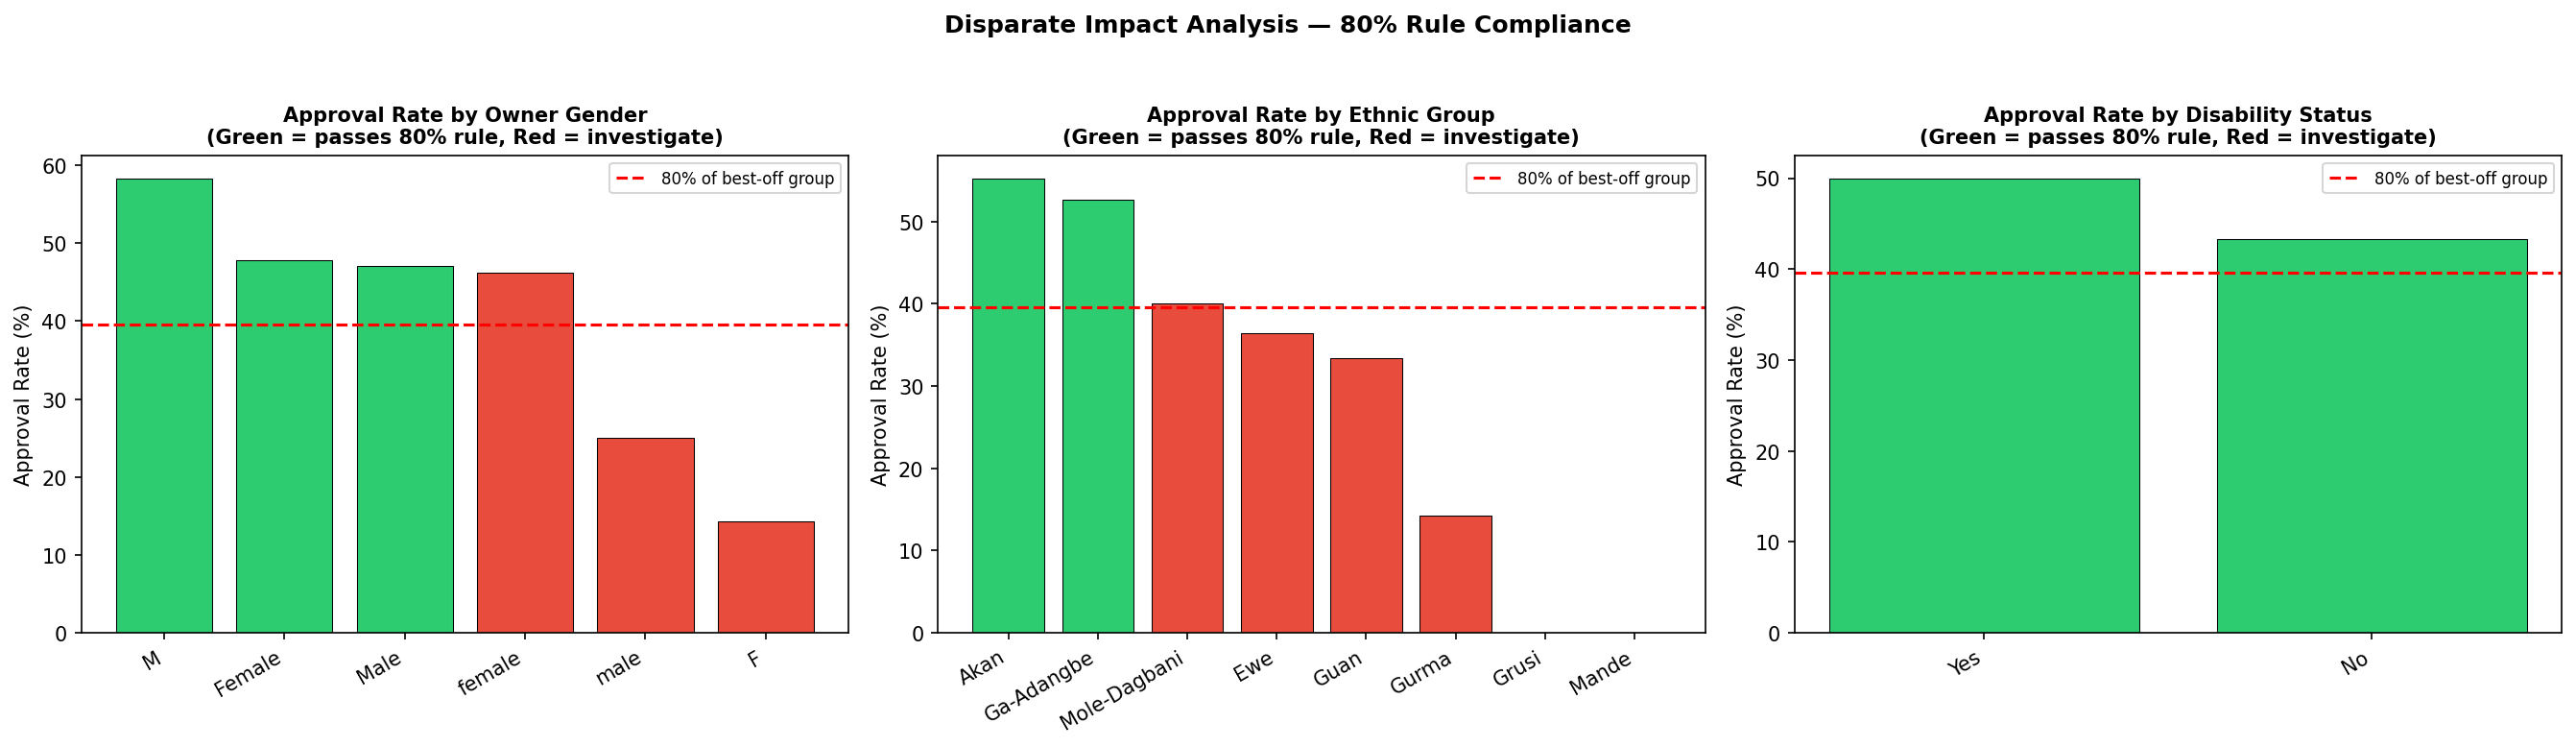 Disparate Impact Analysis — 80% Rule Compliance
Approval Rate by Owner Gender
(Green = passes 80% rule, Red = investigate)
80% of best-off group
Approval Rate (%)
60
50
40
30
20
10
0
M
Female
Male
female
male
F
Approval Rate by Ethnic Group
(Green = passes 80% rule, Red = investigate)
80% of best-off group
Approval Rate (%)
50
40
30
20
10
0
Akan
Ga-Adangbe
Mole-Dagbani
Ewe
Guan
Gurma
Grusi
Mande
Approval Rate by Disability Status
(Green = passes 80% rule, Red = investigate)
80% of best-off group
Approval Rate (%)
50
40
30
20
10
0
Yes
No